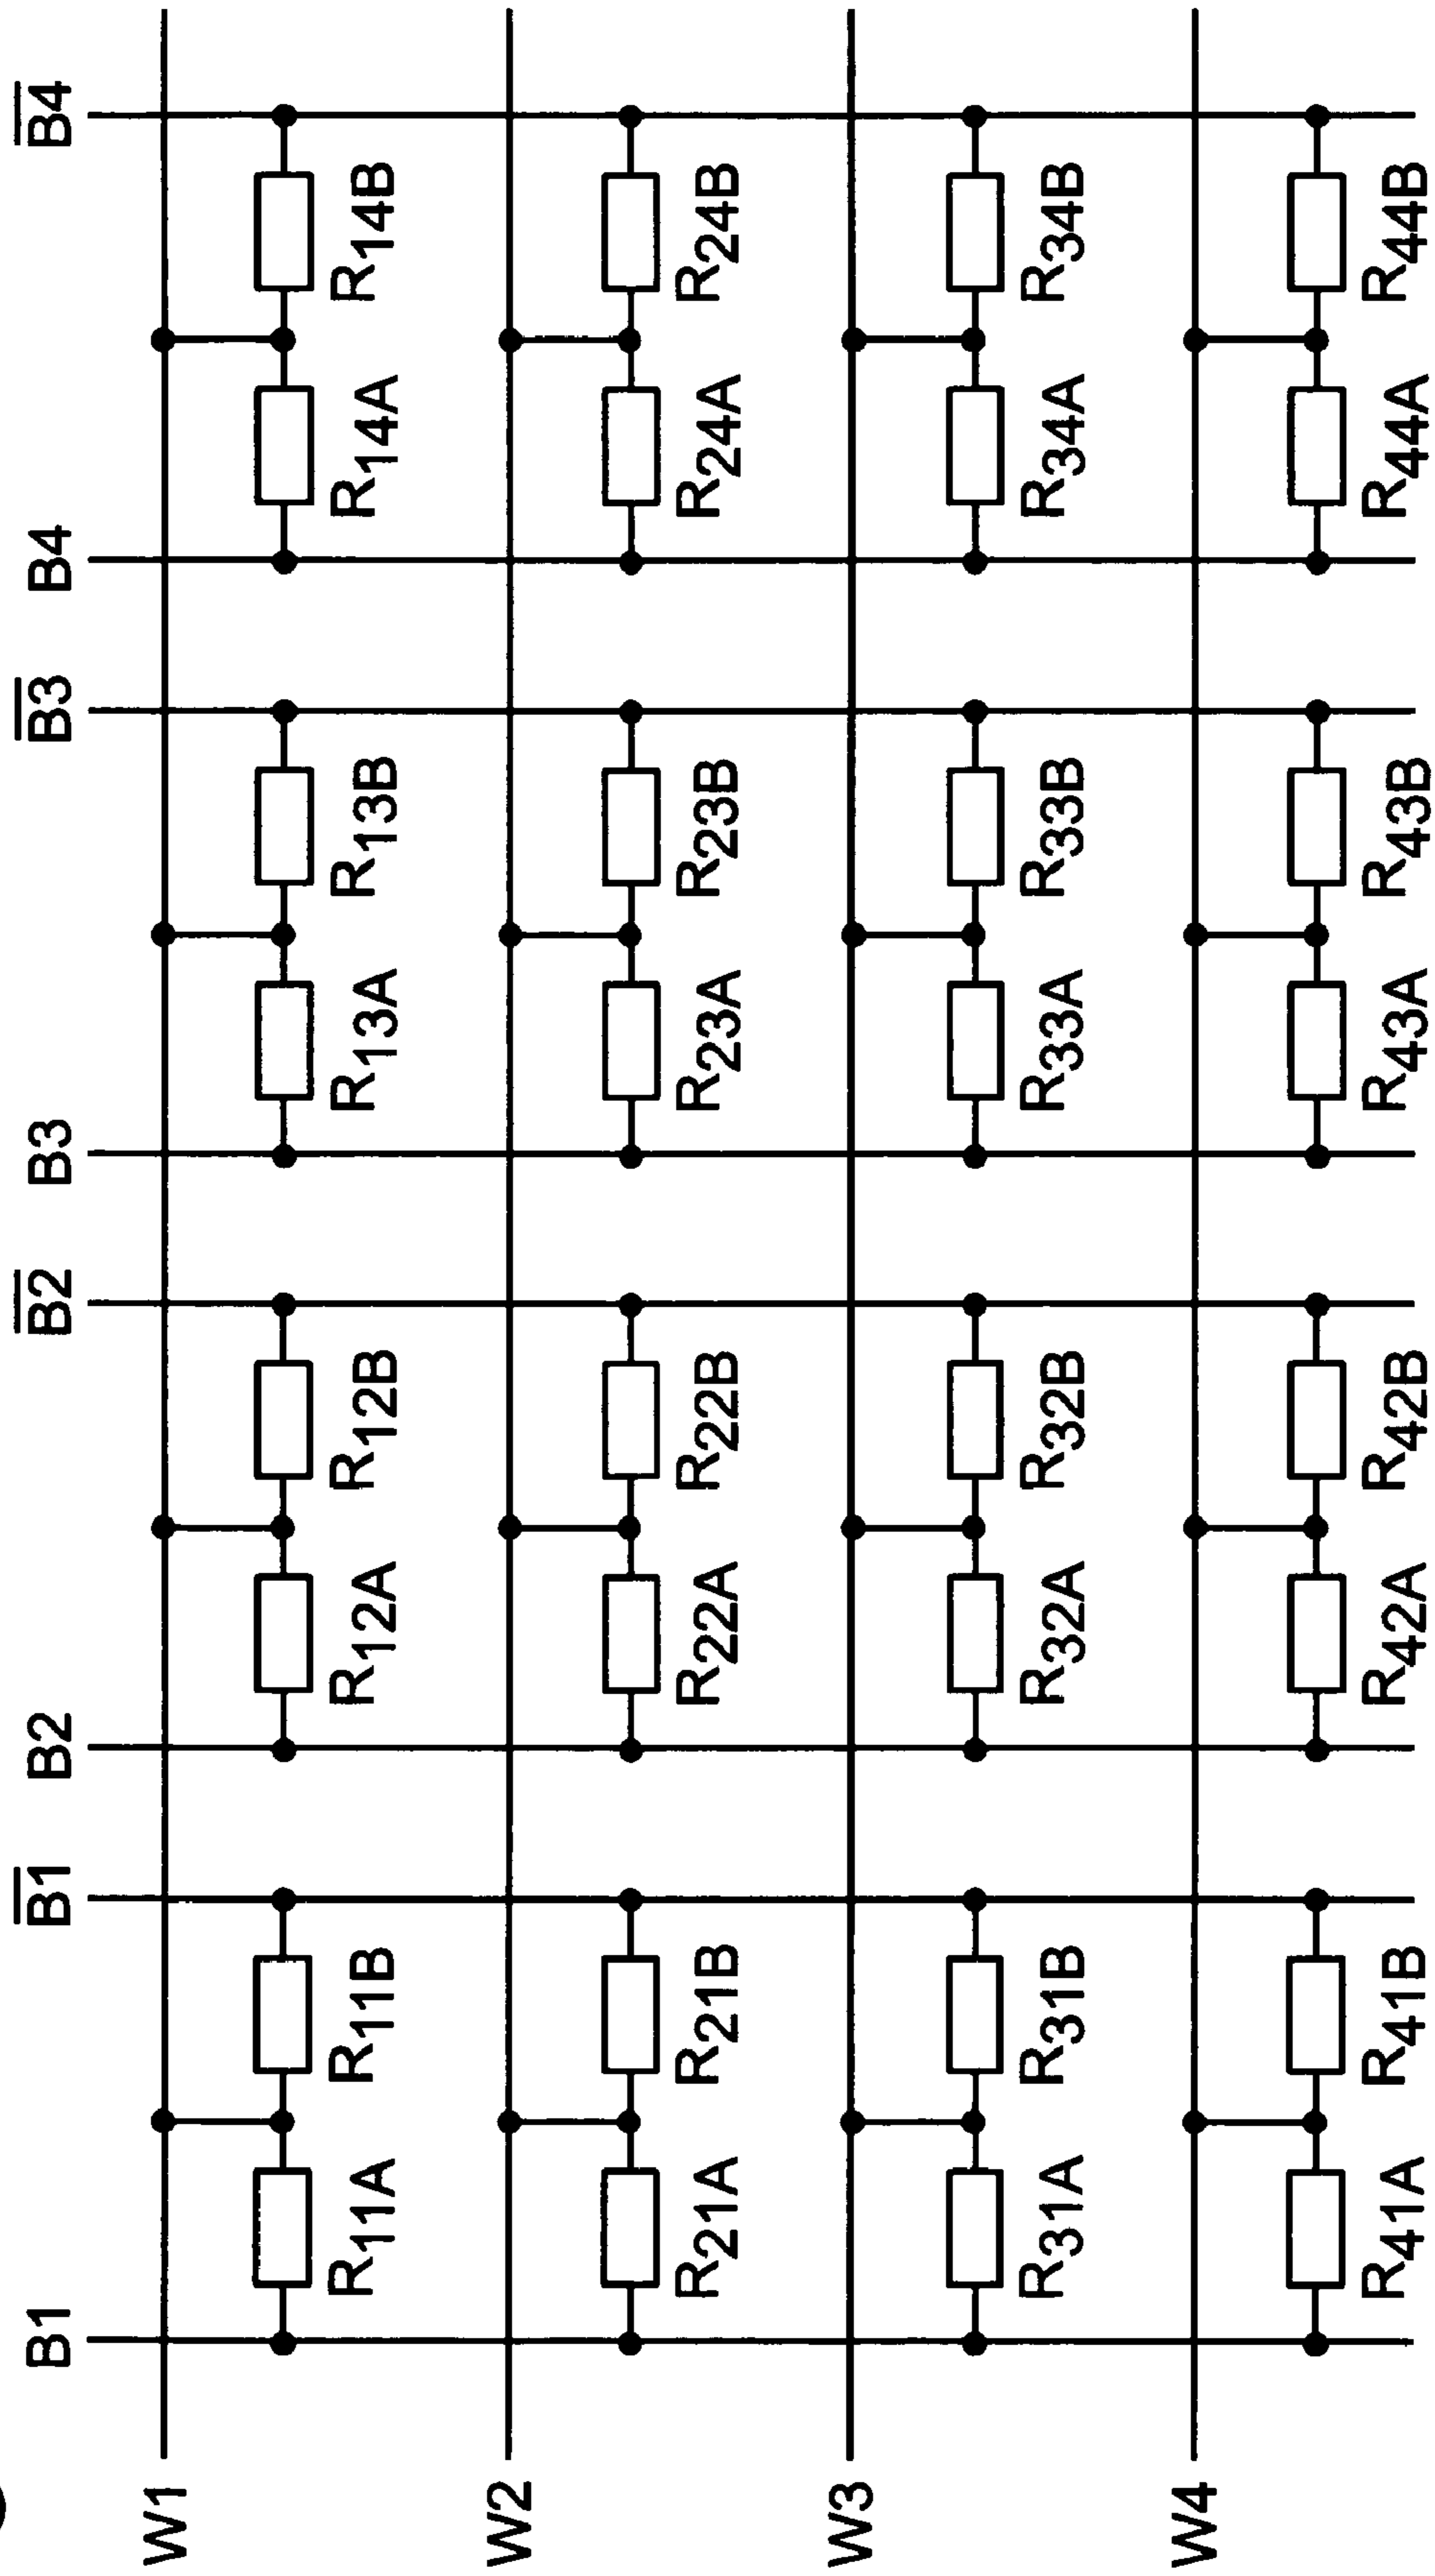 B1 B̅1̅ B2 B̅2̅ B3 B̅3̅ B4 B̅4̅
W1
R11A R11B R12A R12B R13A R13B R14A R14B
W2
R21A R21B R22A R22B R23A R23B R24A R24B
W3
R31A R31B R32A R32B R33A R33B R34A R34B
W4
R41A R41B R42A R42B R43A R43B R44A R44B